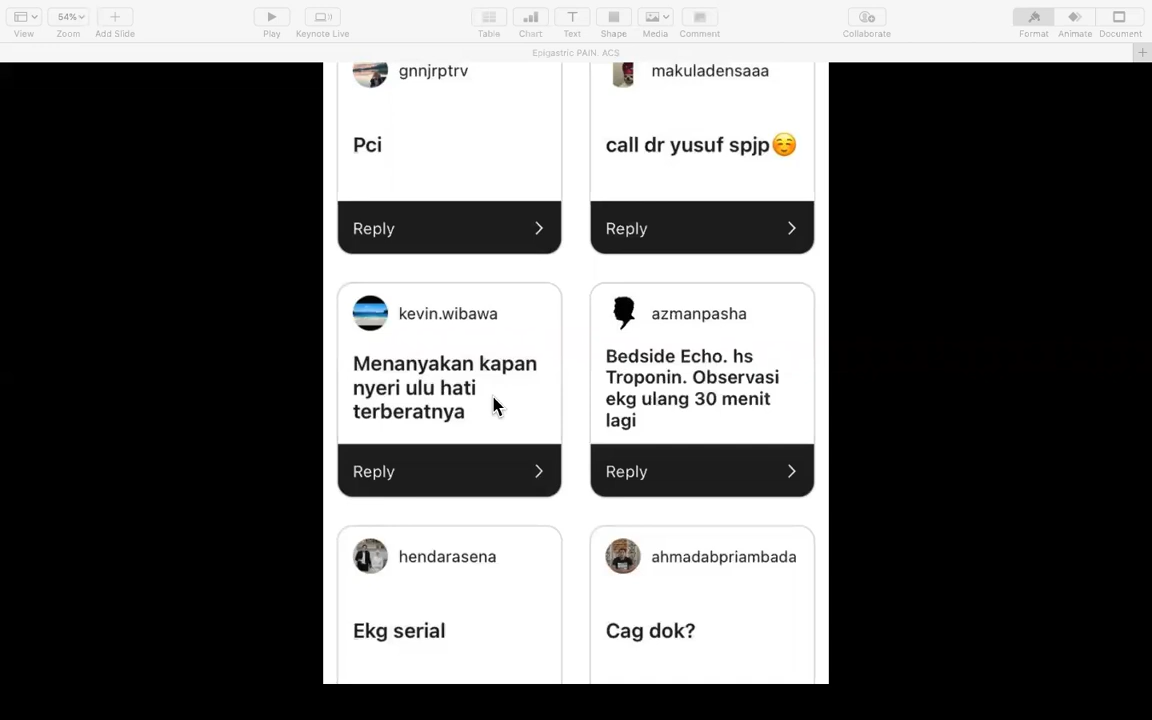 54%
View
Zoom
Add Slide
Play
Keynote Live
Table
Chart
Text
Shape
Media
Comment
Collaborate
Format
Animate
Document
Epigastric PAIN. ACS
gnnjrptrv
Pci
Reply
makuladensaaa
call dr yusuf spjp☺️
Reply
kevin.wibawa
Menanyakan kapan
nyeri ulu hati
terberatnya
Reply
azmanpasha
Bedside Echo. hs
Troponin. Observasi
ekg ulang 30 menit
lagi
Reply
hendarasena
Ekg serial
ahmadabpriambada
Cag dok?